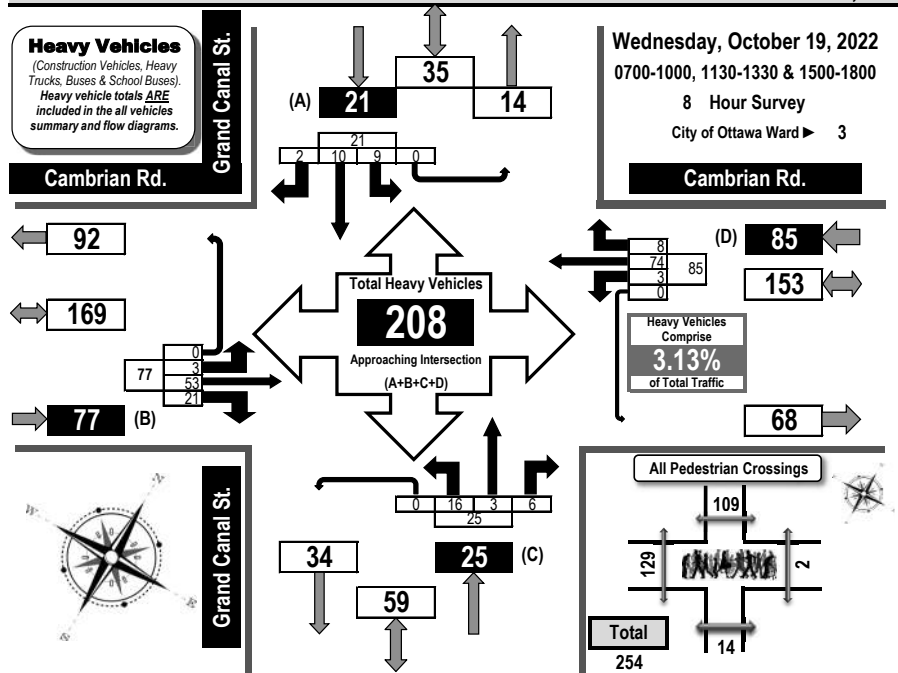 Heavy Vehicles
(Construction Vehicles, Heavy
Trucks, Buses & School Buses).
Heavy vehicle totals ARE
included in the all vehicles
summary and flow diagrams.
Grand Canal St.
Cambrian Rd.
35
(A)
21
14
21
2
10
9
0
Wednesday, October 19, 2022
0700-1000, 1130-1330 & 1500-1800
8 Hour Survey
City of Ottawa Ward ► 3
Cambrian Rd.
92
169
77
0
3
53
21
77
(B)
Total Heavy Vehicles
208
Approaching Intersection
(A+B+C+D)
8
74
3
0
85
(D)
85
153
Heavy Vehicles
Comprise
3.13%
of Total Traffic
68
N
W
E
S
Grand Canal St.
0
16
3
6
25
34
25
(C)
59
All Pedestrian Crossings
109
129
2
14
Total
254